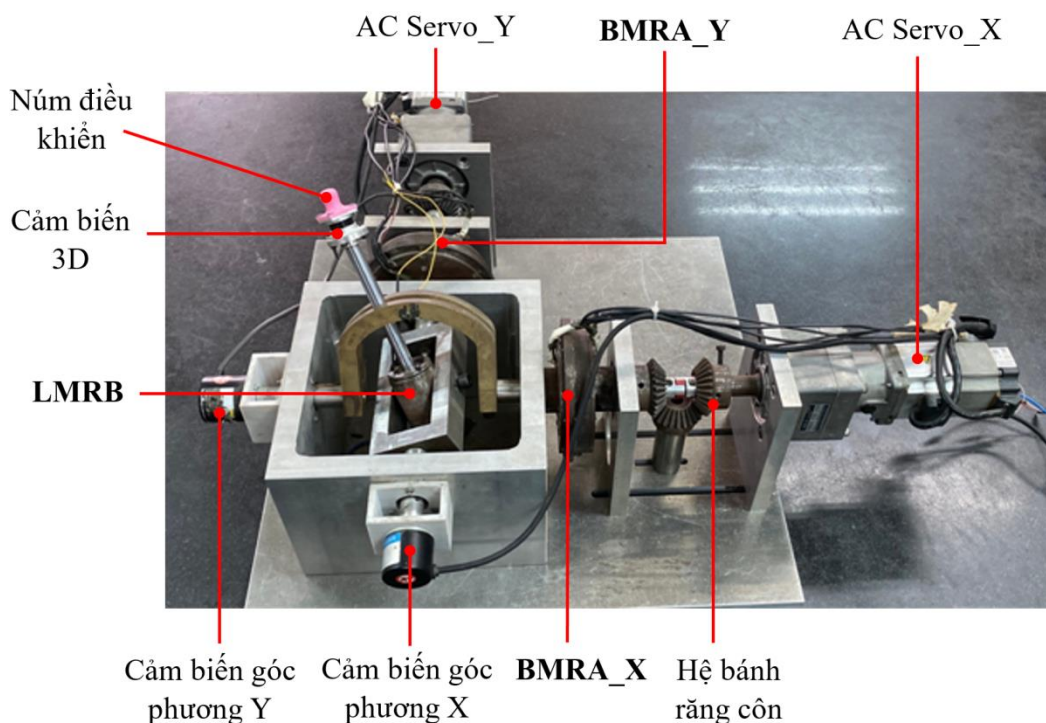 AC Servo_Y
BMRA_Y
AC Servo_X
Núm điều
khiển
Cảm biến
3D
LMRB
Cảm biến góc
phương Y
Cảm biến góc
phương X
BMRA_X
Hệ bánh
răng côn